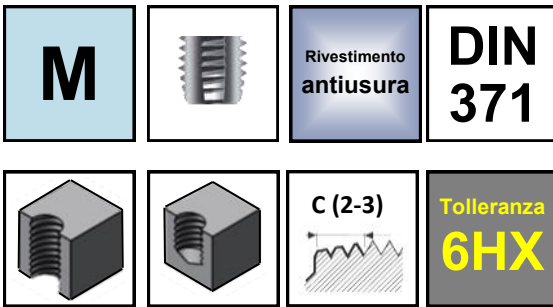 M
Rivestimento
antiusura
DIN
371
C (2-3)
Tolleranza
6HX